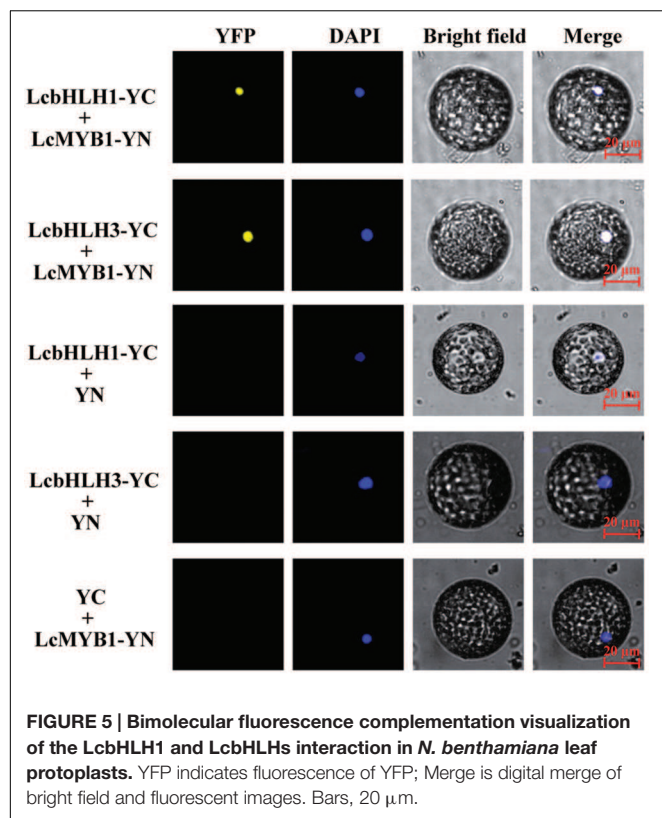 YFP DAPI Bright field Merge
LcbHLH1-YC
+
LcMYB1-YN
20 µm
LcbHLH3-YC
+
LcMYB1-YN
20 µm
LcbHLH1-YC
+
YN
20 µm
LcbHLH3-YC
+
YN
20 µm
YC
+
LcMYB1-YN
20 µm
FIGURE 5 | Bimolecular fluorescence complementation visualization
of the LcbHLH1 and LcbHLHs interaction in N. benthamiana leaf
protoplasts. YFP indicates fluorescence of YFP; Merge is digital merge of
bright field and fluorescent images. Bars, 20 µm.